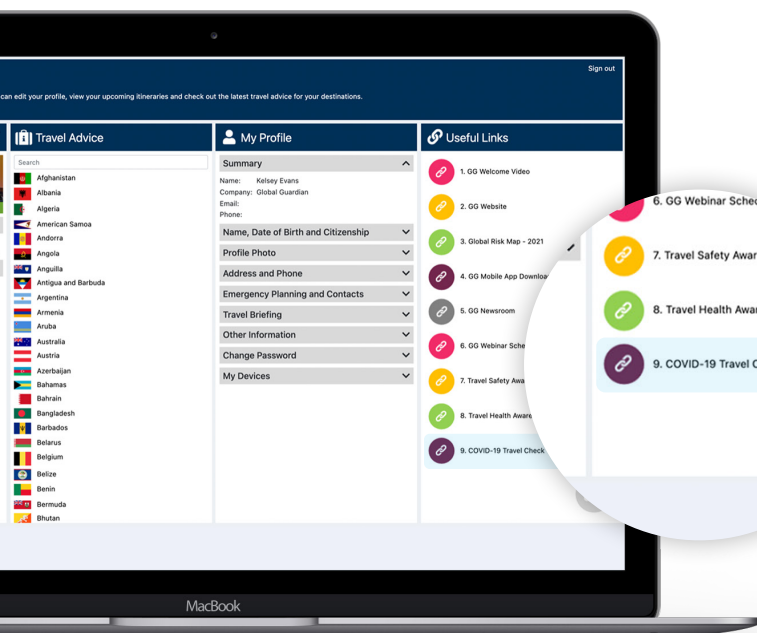 Sign out
can edit your profile, view your upcoming itineraries and check out the latest travel advice for your destinations.
Travel Advice
Search
Afghanistan
Albania
Algeria
American Samoa
Andorra
Angola
Anguilla
Antigua and Barbuda
Argentina
Armenia
Aruba
Australia
Austria
Azerbaijan
Bahamas
Bahrain
Bangladesh
Barbados
Belarus
Belgium
Belize
Benin
Bermuda
Bhutan
My Profile
Summary
Name: Kelsey Evans
Company: Global Guardian
Email:
Phone:
Name, Date of Birth and Citizenship
Profile Photo
Address and Phone
Emergency Planning and Contacts
Travel Briefing
Other Information
Change Password
My Devices
Useful Links
1. GG Welcome Video
2. GG Website
3. Global Risk Map - 2021
4. GG Mobile App Downloa
5. GG Newsroom
6. GG Webinar Sche
7. Travel Safety Awa
8. Travel Health Aware
9. COVID-19 Travel Check
6. GG Webinar Sched
7. Travel Safety Awar
8. Travel Health Awar
9. COVID-19 Travel C
MacBook